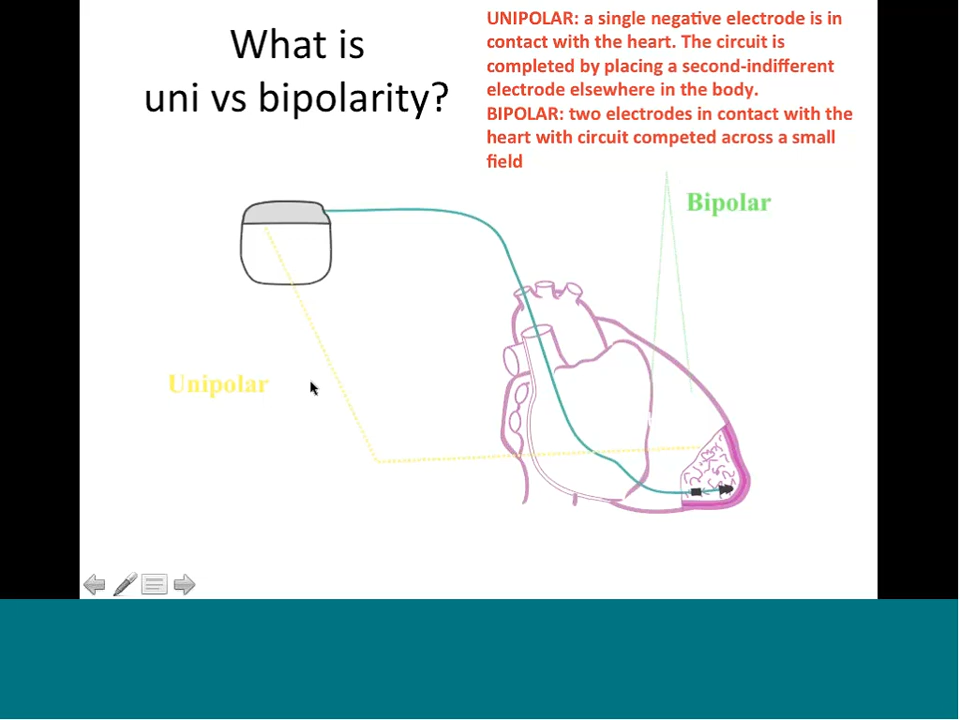 What is
uni vs bipolarity?
UNIPOLAR: a single negative electrode is in
contact with the heart. The circuit is
completed by placing a second-indifferent
electrode elsewhere in the body.
BIPOLAR: two electrodes in contact with the
heart with circuit competed across a small
field
Bipolar
Unipolar